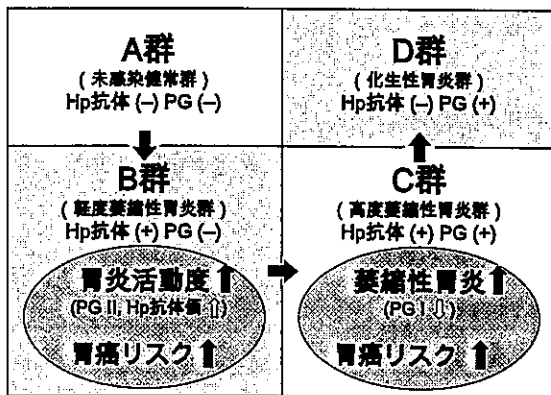 A群
(未感染健常群)
Hp抗体 (–) PG (–)
B群
(軽度萎縮性胃炎群)
Hp抗体 (+) PG (–)
胃炎活動度⬆
(PG II, Hp抗体価⇧)
胃癌リスク⬆
C群
(高度萎縮性胃炎群)
Hp抗体 (+) PG (+)
萎縮性胃炎⬆
(PG I ⇩)
胃癌リスク⬆
D群
(化生性胃炎群)
Hp抗体 (–) PG (+)